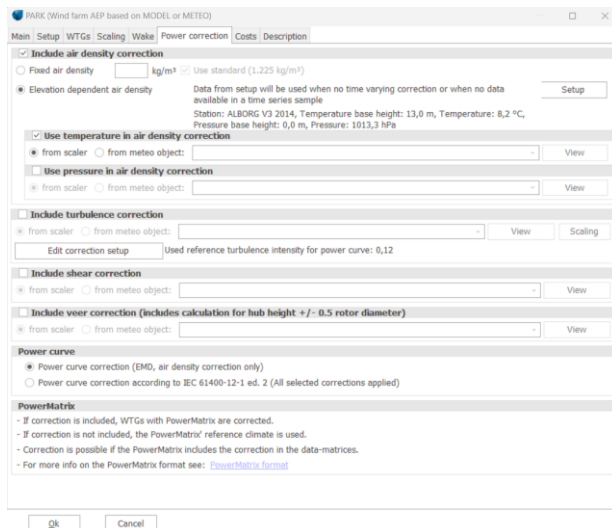 PARK (Wind farm AEP based on MODEL or METEO)
Main Setup WTGs Scaling Wake Power correction Costs Description
Include air density correction
Fixed air density kg/m³ Use standard (1.225 kg/m³)
Elevation dependent air density Data from setup will be used when no time varying correction or when no data Setup
available in a time series sample
Station: ALBORG V3 2014, Temperature base height: 13,0 m, Temperature: 8,2 °C,
Pressure base height: 0,0 m, Pressure: 1013,3 hPa
Use temperature in air density correction
from scaler from meteo object: View
Use pressure in air density correction
from scaler from meteo object: View
Include turbulence correction
from scaler from meteo object: View Scaling
Edit correction setup Used reference turbulence intensity for power curve: 0,12
Include shear correction
from scaler from meteo object: View
Include veer correction (includes calculation for hub height +/- 0.5 rotor diameter)
from scaler from meteo object: View
Power curve
Power curve correction (EMD, air density correction only)
Power curve correction according to IEC 61400-12-1 ed. 2 (All selected corrections applied)
PowerMatrix
- If correction is included, WTGs with PowerMatrix are corrected.
- If correction is not included, the PowerMatrix' reference climate is used.
- Correction is possible if the PowerMatrix includes the correction in the data-matrices.
- For more info on the PowerMatrix format see: PowerMatrix format
Ok Cancel